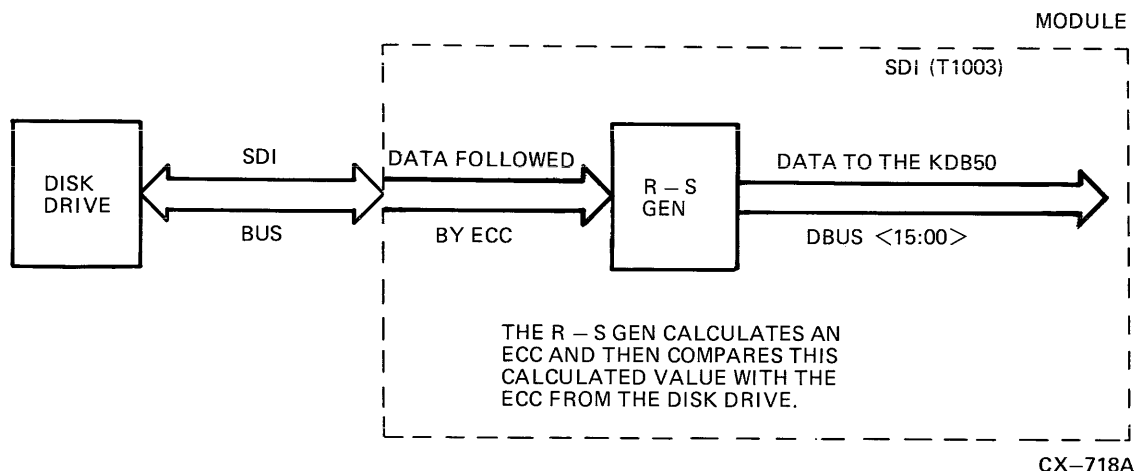 MODULE
SDI (T1003)
DISK
DRIVE
SDI
BUS
DATA FOLLOWED
BY ECC
R – S
GEN
DATA TO THE KDB50
DBUS <15:00>
THE R – S GEN CALCULATES AN
ECC AND THEN COMPARES THIS
CALCULATED VALUE WITH THE
ECC FROM THE DISK DRIVE.
CX–718A